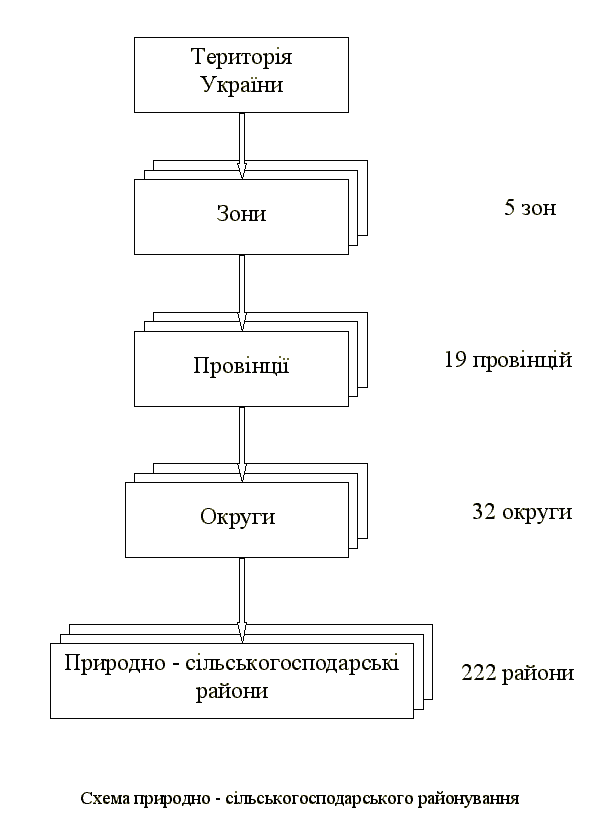 Територія
України
Зони
5 зон
Провінції
19 провінцій
Округи
32 округи
Природно - сільськогосподарські
райони
222 райони
Схема природно - сільськогосподарського районування